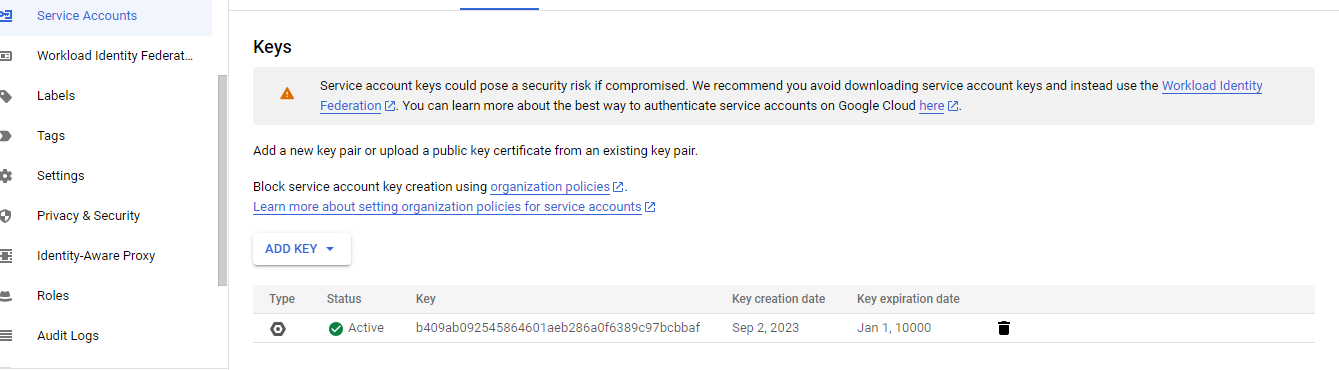 Service Accounts
Workload Identity Federat...
Labels
Tags
Settings
Privacy & Security
Identity-Aware Proxy
Roles
Audit Logs
Keys
Service account keys could pose a security risk if compromised. We recommend you avoid downloading service account keys and instead use the Workload Identity
Federation. You can learn more about the best way to authenticate service accounts on Google Cloud here.
Add a new key pair or upload a public key certificate from an existing key pair.
Block service account key creation using organization policies.
Learn more about setting organization policies for service accounts
ADD KEY
Type Status Key Key creation date Key expiration date
Active b409ab092545864601aeb286a0f6389c97bcbbaf Sep 2, 2023 Jan 1, 10000